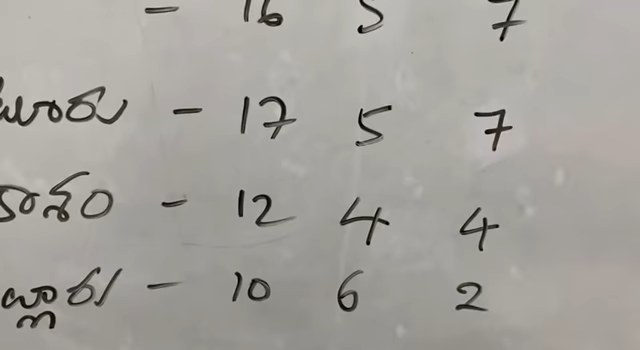 - 16 5 7
టూరు - 17 5 7
కాశం - 12 4 4
ల్లూరు - 10 6 2